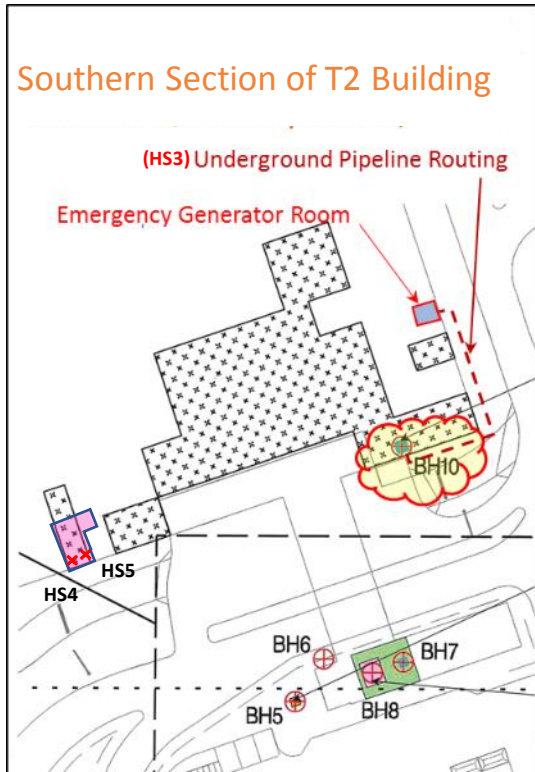 Southern Section of T2 Building
(HS3) Underground Pipeline Routing
Emergency Generator Room
BH10
HS5
HS4
BH6
BH7
BH5
BH8